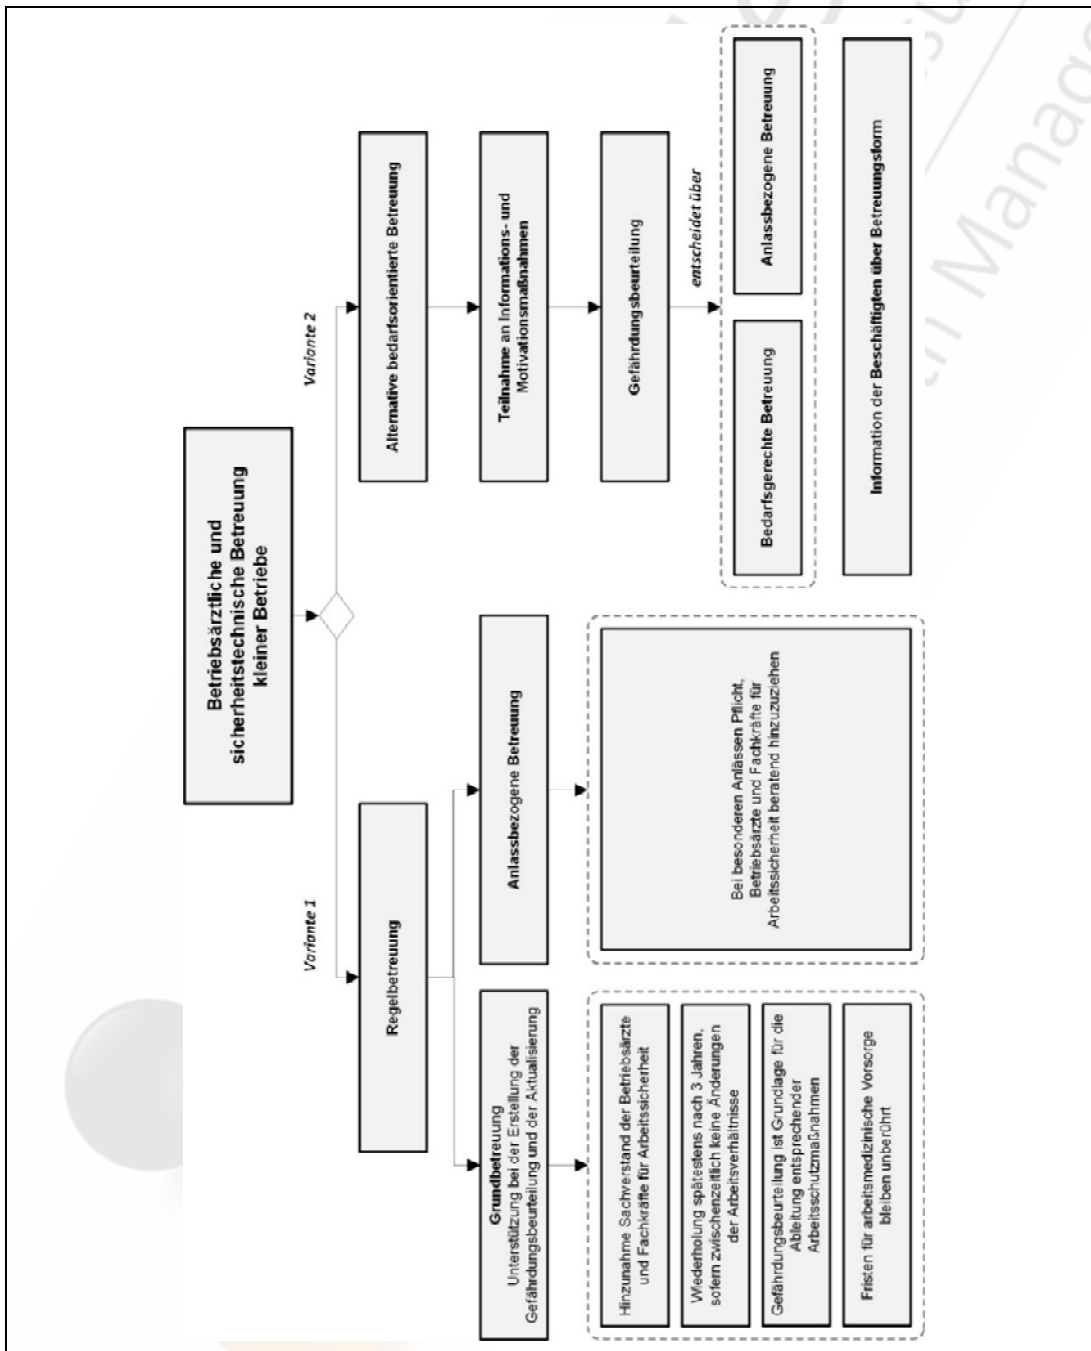 Betriebsärztliche und
sicherheitstechnische Betreuung
kleiner Betriebe
Variante 1
Variante 2
Regelbetreuung
Alternative bedarfsorientierte Betreuung
Grundbetreuung
Unterstützung bei der Erstellung der
Gefährdungsbeurteilung und der Aktualisierung
Anlassbezogene Betreuung
Teilnahme an Informations- und
Motivationsmaßnahmen
Hinzunahme Sachverstand der Betriebsärzte
und Fachkräfte für Arbeitssicherheit
Wiederholung spätestens nach 3 Jahren,
sofern zwischenzeitlich keine Änderungen
der Arbeitsverhältnisse
Gefährdungsbeurteilung ist Grundlage für die
Ableitung entsprechender
Arbeitsschutzmaßnahmen
Fristen für arbeitsmedizinische Vorsorge
bleiben unberührt
Bei besonderen Anlässen Pflicht,
Betriebsärzte und Fachkräfte für
Arbeitssicherheit beratend hinzuzuziehen
Gefährdungsbeurteilung
entscheidet über
Bedarfsgerechte Betreuung
Anlassbezogene Betreuung
Information der Beschäftigten über Betreuungsform